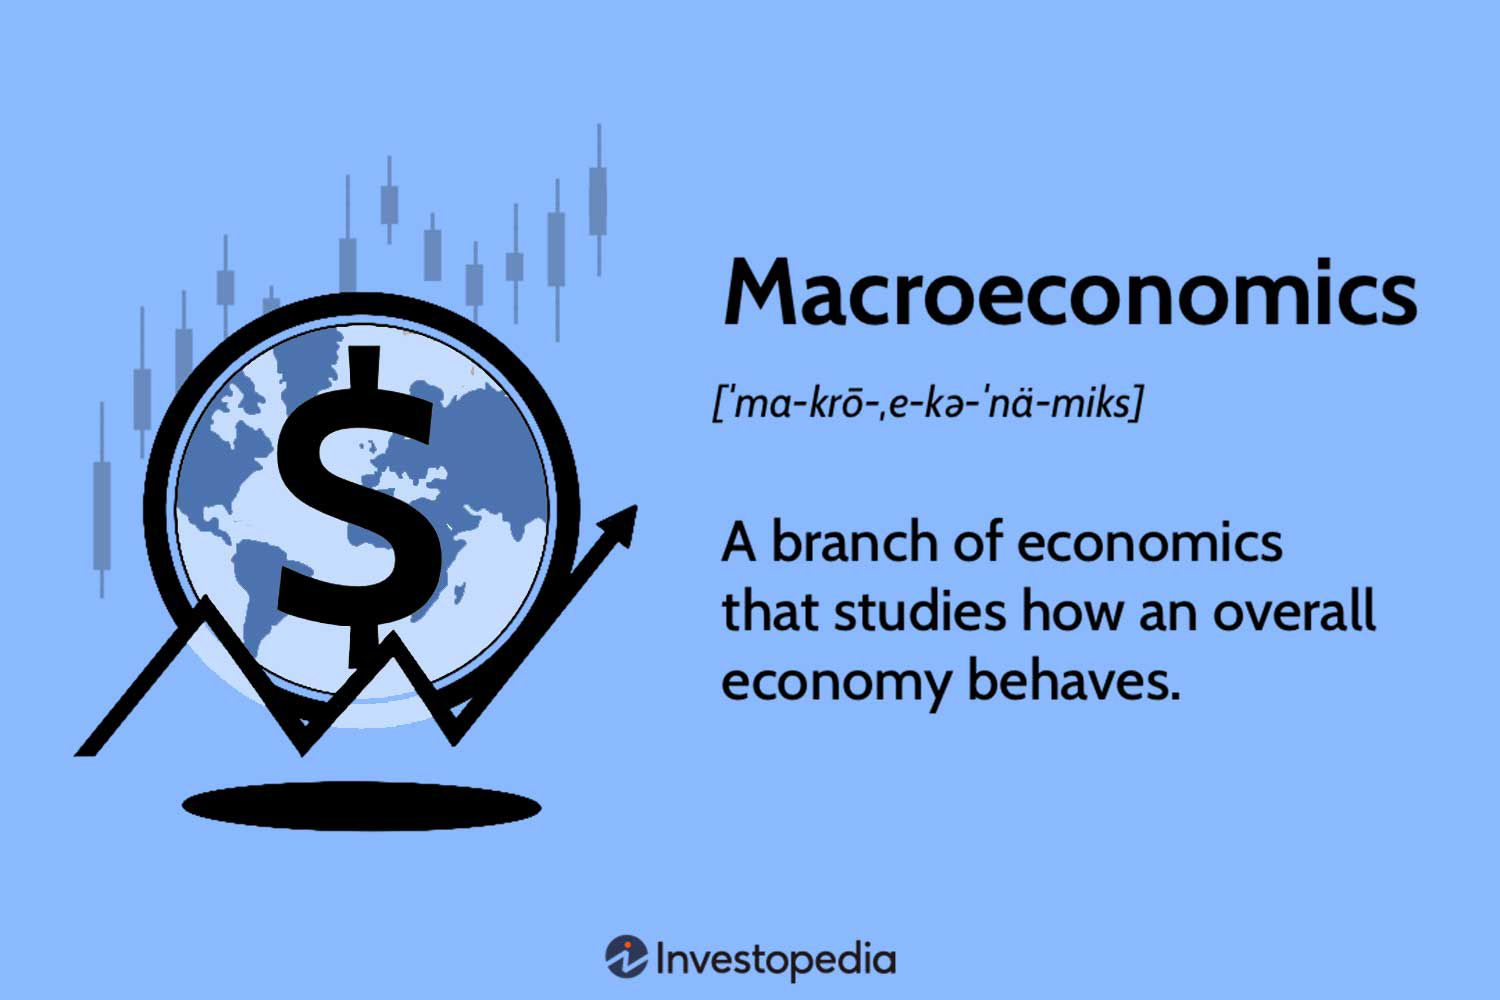 $
Macroeconomics
[ˈma-krō-ˌe-kə-ˈnä-miks]
A branch of economics
that studies how an overall
economy behaves.
Investopedia